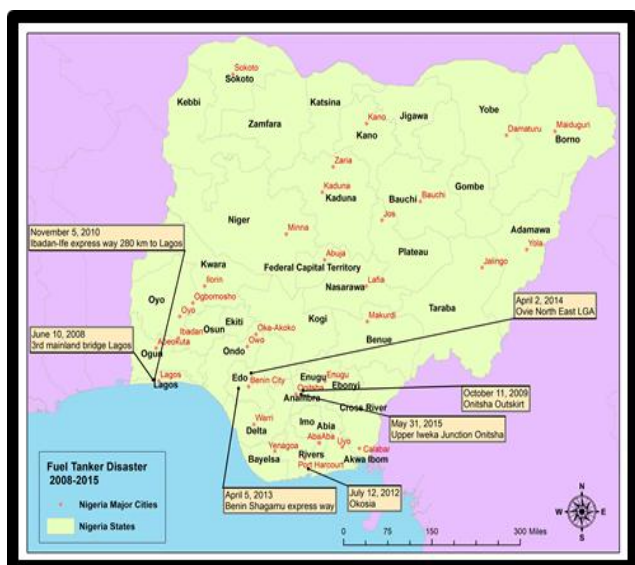 Sokoto
Sokoto
Kebbi
Katsina
Zamfara
Kano
Kano
Jigawa
Yobe
Damaturu
Maiduguri
Borno
Zaria
Kaduna
Kaduna
Bauchi
Bauchi
Gombe
Jos
Niger
Minna
Adamawa
Yola
Jalingo
Plateau
Abuja
Federal Capital Territory
Nasarawa
Lafia
Taraba
November 5, 2010
Ibadan-Ife express way 280 km to Lagos
Kwara
Ilorin
Ogbomosho
Oyo
Oyo
Ibadan
Osun
Ekiti
Kogi
Makurdi
Benue
Oka-Akoko
Owo
Ondo
April 2, 2014
Ovie North East LGA
June 10, 2008
3rd mainland bridge Lagos
Abeokuta
Ogun
Lagos
Lagos
Edo
Benin City
Enugu
Enugu
Ebonyi
Onitsha
Anambra
Cross River
October 11, 2009
Onitsha Outskirt
May 31, 2015
Upper Iweka Junction Onitsha
Warri
Delta
Imo
Abia
Aba
Aba
Uyo
Calabar
Yenagoa
Bayelsa
Rivers
Port Harcourt
Akwa Ibom
April 5, 2013
Benin Shagamu express way
July 12, 2012
Okosia
Fuel Tanker Disaster
2008-2015
Nigeria Major Cities
Nigeria States
N
W
E
S
0 75 150 300 Miles